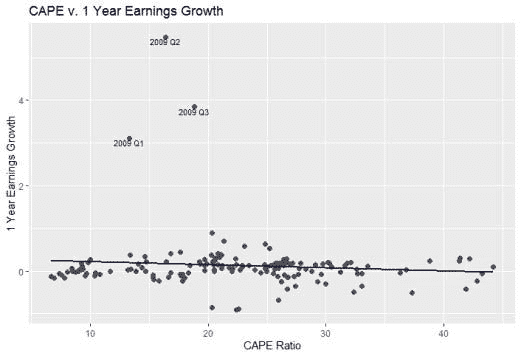 CAPE v. 1 Year Earnings Growth
2009 Q2
2009 Q3
2009 Q1
4
2
0
1 Year Earnings Growth
10 20 30 40
CAPE Ratio